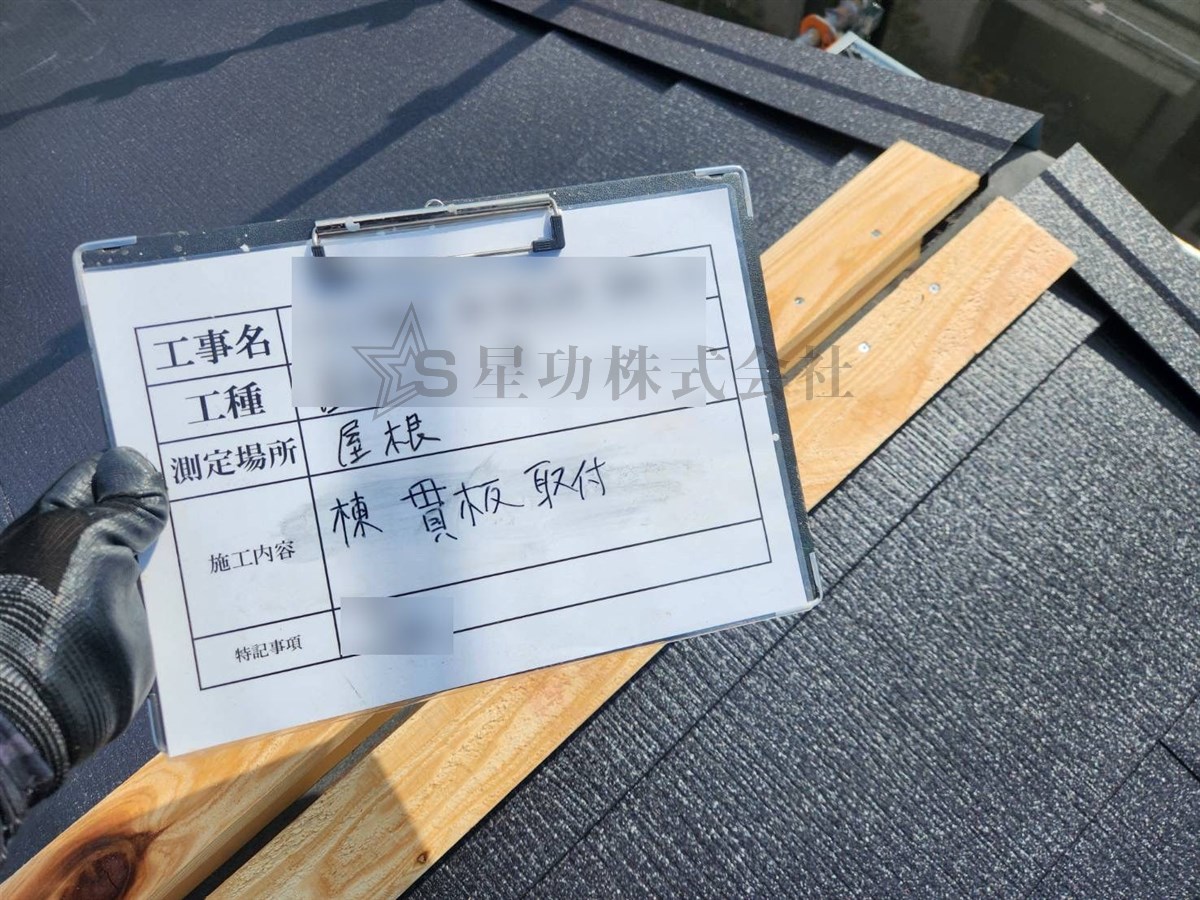 工事名
S星功株式会社
工種
測定場所 屋根
施工内容 棟貫板取付
特記事項